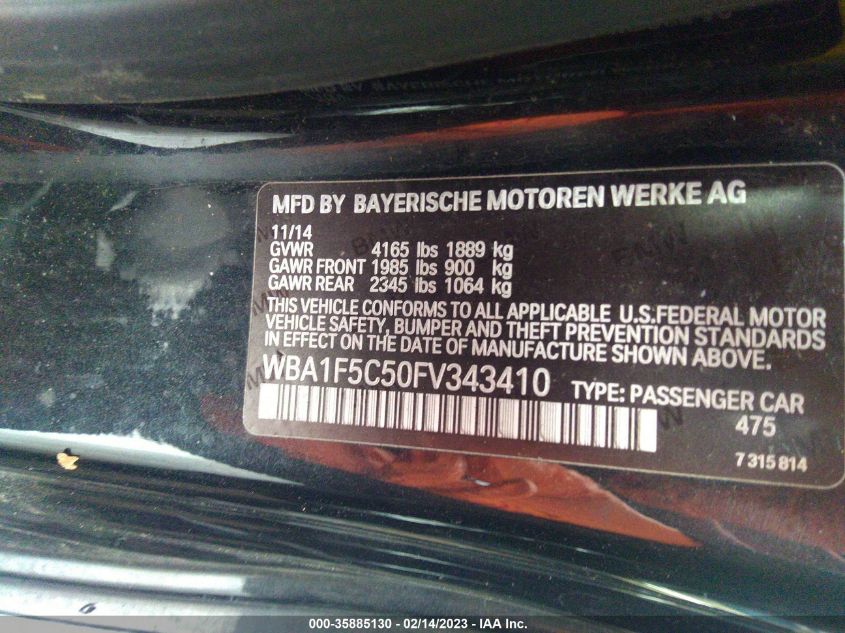 MFD BY BAYERISCHE MOTOREN WERKE AG
11/14
GVWR 4165 lbs 1889 kg
GAWR FRONT 1985 lbs 900 kg
GAWR REAR 2345 lbs 1064 kg
THIS VEHICLE CONFORMS TO ALL APPLICABLE U.S.FEDERAL MOTOR
VEHICLE SAFETY, BUMPER AND THEFT PREVENTION STANDARDS
IN EFFECT ON THE DATE OF MANUFACTURE SHOWN ABOVE.
WBA1F5C50FV343410 TYPE: PASSENGER CAR
475
7 315 814
000-35885130 - 02/14/2023 - IAA Inc.